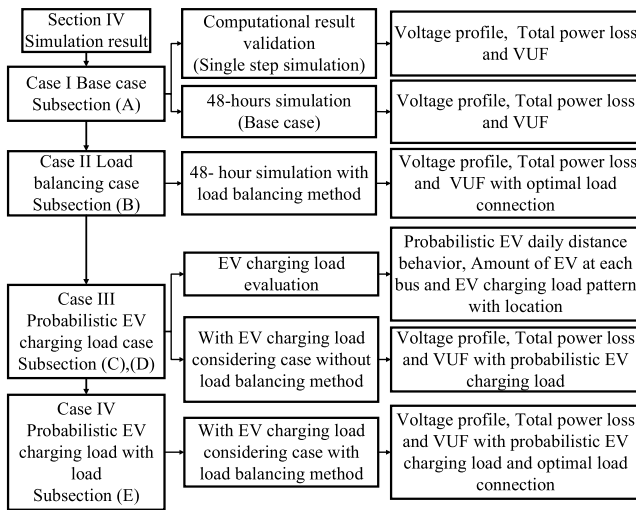 Section IV
Simulation result
Computational result
validation
(Single step simulation)
Voltage profile, Total power loss
and VUF
Case I Base case
Subsection (A)
48-hours simulation
(Base case)
Voltage profile, Total power loss
and VUF
Case II Load
balancing case
Subsection (B)
48- hour simulation with
load balancing method
Voltage profile, Total power loss
and VUF with optimal load
connection
EV charging load
evaluation
Probabilistic EV daily distance
behavior, Amount of EV at each
bus and EV charging load pattern
with location
Case III
Probabilistic EV
charging load case
Subsection (C),(D)
With EV charging load
considering case without
load balancing method
Voltage profile, Total power loss
and VUF with probabilistic EV
charging load
Case IV
Probabilistic EV
charging load with
load
Subsection (E)
With EV charging load
considering case with
load balancing method
Voltage profile, Total power loss
and VUF with probabilistic EV
charging load and optimal load
connection